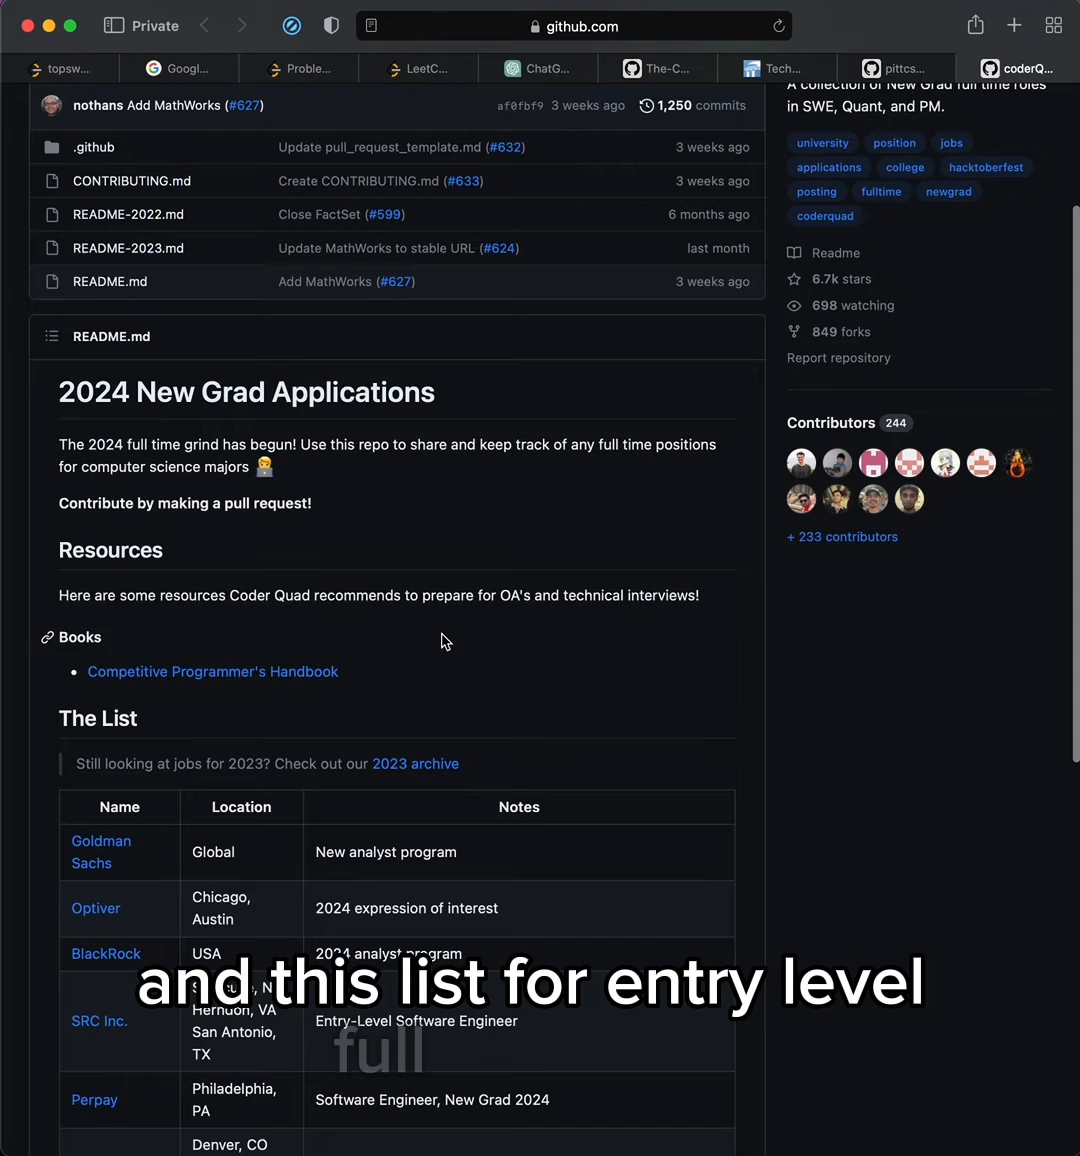 Private
github.com
topsw...
Googl...
Proble...
LeetC...
ChatG...
The-C...
Tech...
pittcs...
coderQ...
nothans Add MathWorks (#627)
af0fbf9 3 weeks ago
1,250 commits
.github
Update pull_request_template.md (#632)
3 weeks ago
CONTRIBUTING.md
Create CONTRIBUTING.md (#633)
3 weeks ago
README-2022.md
Close FactSet (#599)
6 months ago
README-2023.md
Update MathWorks to stable URL (#624)
last month
README.md
Add MathWorks (#627)
3 weeks ago
README.md
2024 New Grad Applications
The 2024 full time grind has begun! Use this repo to share and keep track of any full time positions
for computer science majors 👨‍💻
Contribute by making a pull request!
Resources
Here are some resources Coder Quad recommends to prepare for OA's and technical interviews!
Books
• Competitive Programmer's Handbook
The List
Still looking at jobs for 2023? Check out our 2023 archive
Name
Location
Notes
Goldman
Sachs
Global
New analyst program
Optiver
Chicago,
Austin
2024 expression of interest
BlackRock
USA
2024 analyst program
SRC Inc.
Herndon, VA
San Antonio,
TX
Entry-Level Software Engineer
Perpay
Philadelphia,
PA
Software Engineer, New Grad 2024
Denver, CO
and this list for entry level
full
A collection of New Grad full time roles
in SWE, Quant, and PM.
university
position
jobs
applications
college
hacktoberfest
posting
fulltime
newgrad
coderquad
Readme
6.7k stars
698 watching
849 forks
Report repository
Contributors 244
+ 233 contributors